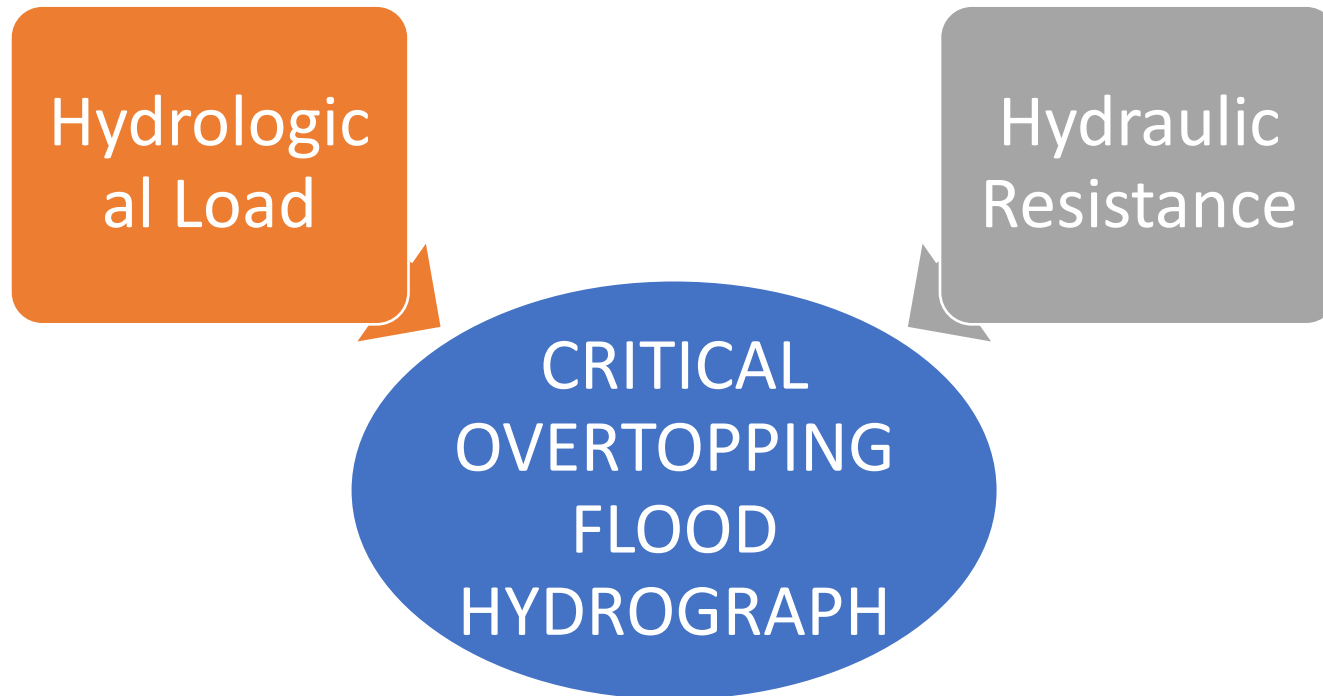 Hydrologic
al Load
Hydraulic
Resistance
CRITICAL
OVERTOPPING
FLOOD
HYDROGRAPH